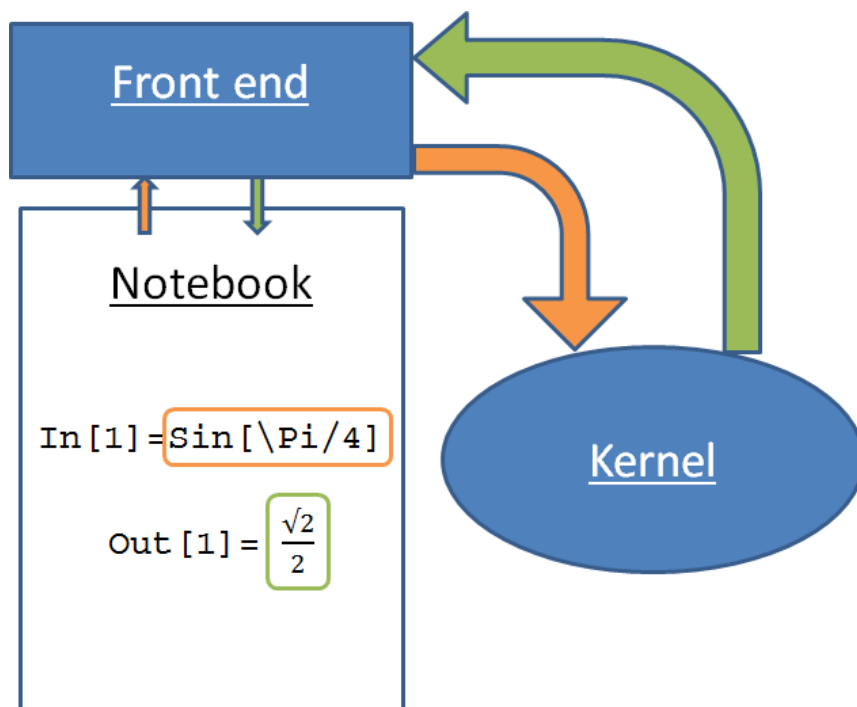 Front end
Notebook
In[1]=Sin[\Pi/4]
Out[1]= √2/2
Kernel